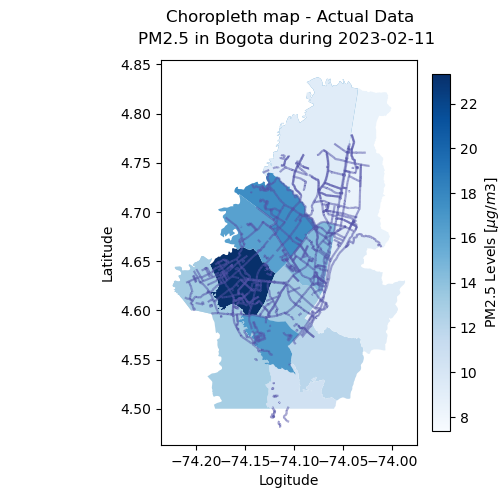 Choropleth map - Actual Data
PM2.5 in Bogota during 2023-02-11
4.85
4.80
4.75
4.70
4.65
4.60
4.55
4.50
Latitude
−74.20 −74.15 −74.10 −74.05 −74.00
Logitude
22
20
18
16
14
12
10
8
PM2.5 Levels [μg/m3]